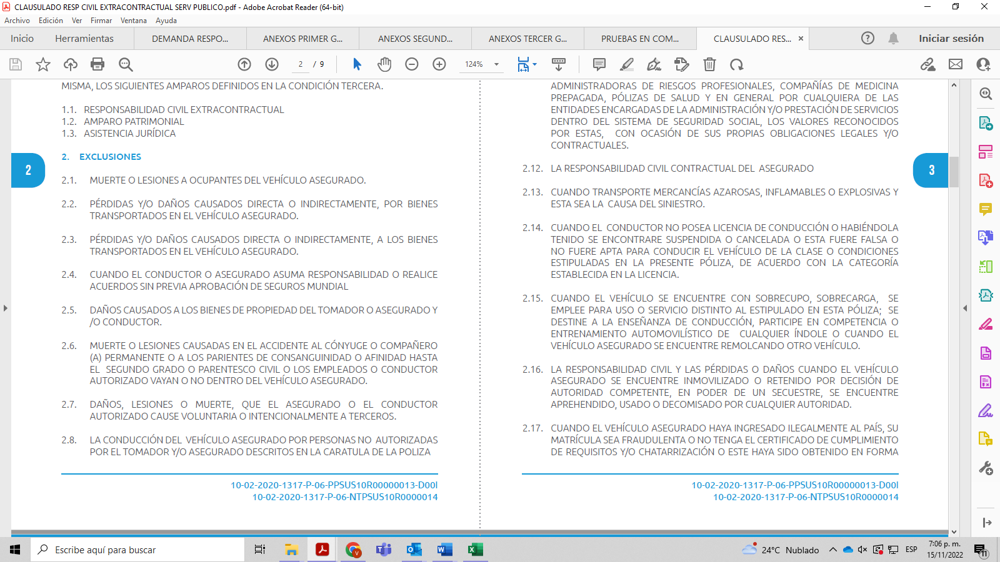 CLAUSULADO RESP CIVIL EXTRACONTRACTUAL SERV PUBLICO.pdf - Adobe Acrobat Reader (64-bit)
Archivo Edición Ver Firmar Ventana Ayuda
Inicio Herramientas DEMANDA RESPO... ANEXOS PRIMER G... ANEXOS SEGUND... ANEXOS TERCER G... PRUEBAS EN COM... CLAUSULADO RES... × Iniciar sesión
2 / 9 124%
MISMA, LOS SIGUIENTES AMPAROS DEFINIDOS EN LA CONDICIÓN TERCERA.
1.1. RESPONSABILIDAD CIVIL EXTRACONTRACTUAL
1.2. AMPARO PATRIMONIAL
1.3. ASISTENCIA JURÍDICA
2. EXCLUSIONES
2
2.1. MUERTE O LESIONES A OCUPANTES DEL VEHÍCULO ASEGURADO.
2.2. PÉRDIDAS Y/O DAÑOS CAUSADOS DIRECTA O INDIRECTAMENTE, POR BIENES
TRANSPORTADOS EN EL VEHÍCULO ASEGURADO.
2.3. PÉRDIDAS Y/O DAÑOS CAUSADOS DIRECTA O INDIRECTAMENTE, A LOS BIENES
TRANSPORTADOS EN EL VEHÍCULO ASEGURADO.
2.4. CUANDO EL CONDUCTOR O ASEGURADO ASUMA RESPONSABILIDAD O REALICE
ACUERDOS SIN PREVIA APROBACIÓN DE SEGUROS MUNDIAL
2.5. DAÑOS CAUSADOS A LOS BIENES DE PROPIEDAD DEL TOMADOR O ASEGURADO Y
/O CONDUCTOR.
2.6. MUERTE O LESIONES CAUSADAS EN EL ACCIDENTE AL CÓNYUGE O COMPAÑERO
(A) PERMANENTE O A LOS PARIENTES DE CONSANGUINIDAD O AFINIDAD HASTA
EL SEGUNDO GRADO O PARENTESCO CIVIL O LOS EMPLEADOS O CONDUCTOR
AUTORIZADO VAYAN O NO DENTRO DEL VEHÍCULO ASEGURADO.
2.7. DAÑOS, LESIONES O MUERTE, QUE EL ASEGURADO O EL CONDUCTOR
AUTORIZADO CAUSE VOLUNTARIA O INTENCIONALMENTE A TERCEROS.
2.8. LA CONDUCCIÓN DEL VEHÍCULO ASEGURADO POR PERSONAS NO AUTORIZADAS
POR EL TOMADOR Y/O ASEGURADO DESCRITOS EN LA CARATULA DE LA POLIZA
10-02-2020-1317-P-06-PPSUS10R00000013-D00I
10-02-2020-1317-P-06-NTPSUS10R0000014
ADMINISTRADORAS DE RIESGOS PROFESIONALES, COMPAÑÍAS DE MEDICINA
PREPAGADA, PÓLIZAS DE SALUD Y EN GENERAL POR CUALQUIERA DE LAS
ENTIDADES ENCARGADAS DE LA ADMINISTRACIÓN Y/O PRESTACIÓN DE SERVICIOS
DENTRO DEL SISTEMA DE SEGURIDAD SOCIAL, LOS VALORES RECONOCIDOS
POR ESTAS, CON OCASIÓN DE SUS PROPIAS OBLIGACIONES LEGALES Y/O
CONTRACTUALES.
3
2.12. LA RESPONSABILIDAD CIVIL CONTRACTUAL DEL ASEGURADO
2.13. CUANDO TRANSPORTE MERCANCÍAS AZAROSAS, INFLAMABLES O EXPLOSIVAS Y
ESTA SEA LA CAUSA DEL SINIESTRO.
2.14. CUANDO EL CONDUCTOR NO POSEA LICENCIA DE CONDUCCIÓN O HABIÉNDOLA
TENIDO SE ENCONTRARE SUSPENDIDA O CANCELADA O ESTA FUERE FALSA O
NO FUERE APTA PARA CONDUCIR EL VEHÍCULO DE LA CLASE O CONDICIONES
ESTIPULADAS EN LA PRESENTE PÓLIZA, DE ACUERDO CON LA CATEGORÍA
ESTABLECIDA EN LA LICENCIA.
2.15. CUANDO EL VEHÍCULO SE ENCUENTRE CON SOBRECUPO, SOBRECARGA, SE
EMPLEE PARA USO O SERVICIO DISTINTO AL ESTIPULADO EN ESTA PÓLIZA; SE
DESTINE A LA ENSEÑANZA DE CONDUCCIÓN, PARTICIPE EN COMPETENCIA O
ENTRENAMIENTO AUTOMOVILÍSTICO DE CUALQUIER ÍNDOLE O CUANDO EL
VEHÍCULO ASEGURADO SE ENCUENTRE REMOLCANDO OTRO VEHÍCULO.
2.16. LA RESPONSABILIDAD CIVIL Y LAS PÉRDIDAS O DAÑOS CUANDO EL VEHÍCULO
ASEGURADO SE ENCUENTRE INMOVILIZADO O RETENIDO POR DECISIÓN DE
AUTORIDAD COMPETENTE, EN PODER DE UN SECUESTRE, SE ENCUENTRE
APREHENDIDO, USADO O DECOMISADO POR CUALQUIER AUTORIDAD.
2.17. CUANDO EL VEHÍCULO ASEGURADO HAYA INGRESADO ILEGALMENTE AL PAÍS, SU
MATRÍCULA SEA FRAUDULENTA O NO TENGA EL CERTIFICADO DE CUMPLIMIENTO
DE REQUISITOS Y/O CHATARRIZACIÓN O ESTE HAYA SIDO OBTENIDO EN FORMA
10-02-2020-1317-P-06-PPSUS10R00000013-D00I
10-02-2020-1317-P-06-NTPSUS10R0000014
Escribe aquí para buscar
24°C Nublado
ESP
7:06 p. m.
15/11/2022
11